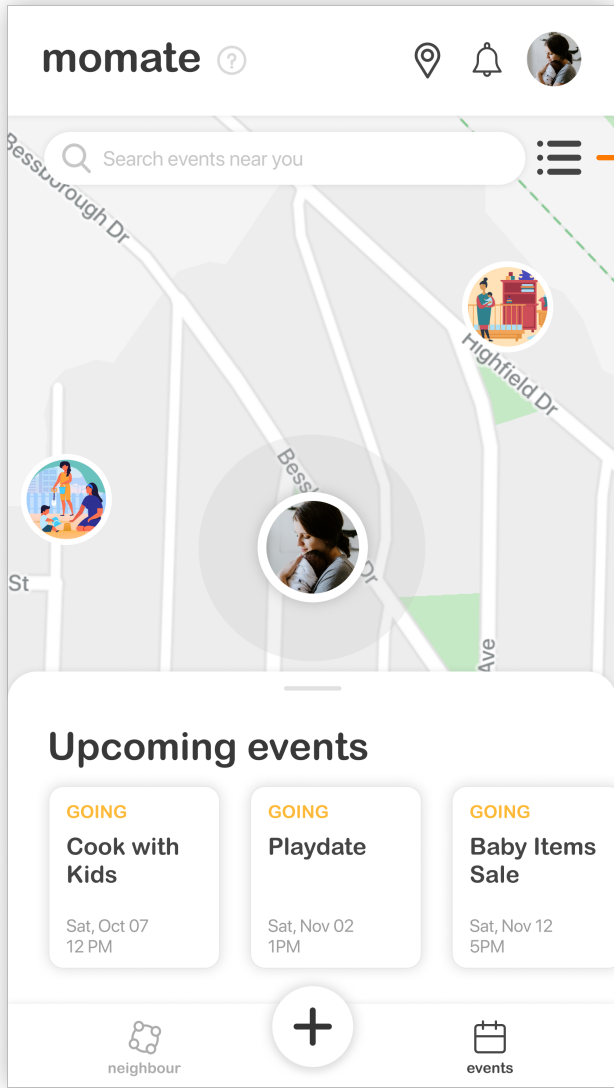 momate ?
Search events near you
Bessborough Dr
Highfield Dr
Dr
St
Ave
Upcoming events
GOING
Cook with
Kids
Sat, Oct 07
12 PM
GOING
Playdate
Sat, Nov 02
1PM
GOING
Baby Items
Sale
Sat, Nov 12
5PM
neighbour
events